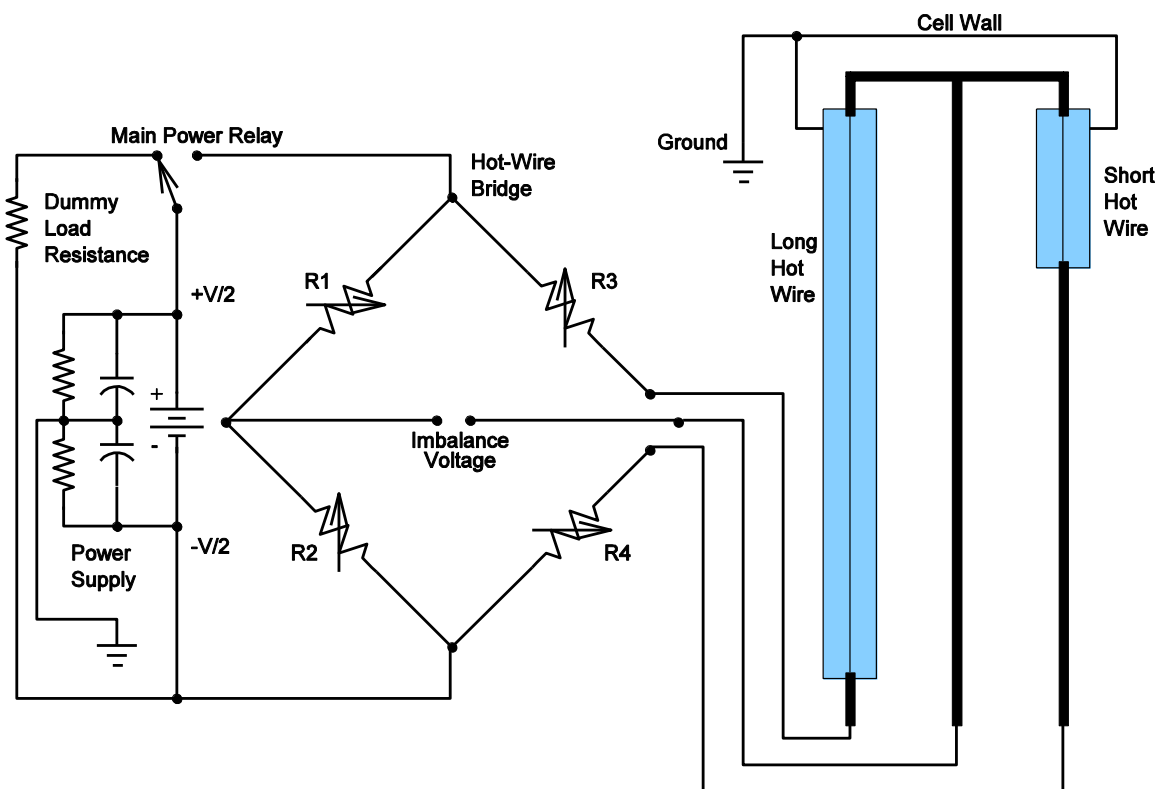 Cell Wall
Main Power Relay
Ground
Hot-Wire
Bridge
Short
Hot
Wire
Dummy
Load
Resistance
Long
Hot
Wire
R1
R3
+V/2
+
Imbalance
Voltage
-
R2
R4
-V/2
Power
Supply